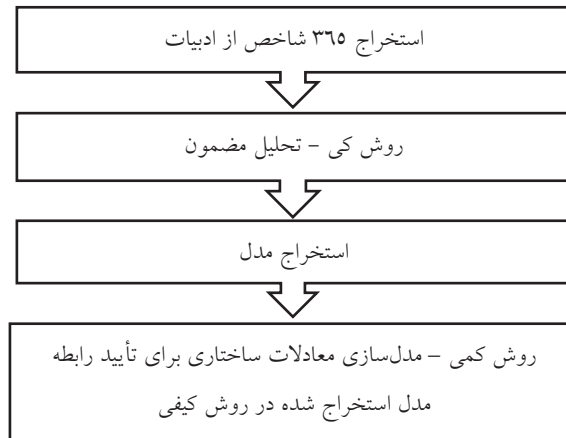 استخراج ٣٦٥ شاخص از ادبیات
روش کی – تحلیل مضمون
استخراج مدل
روش کمی – مدل‌سازی معادلات ساختاری برای تأیید رابطه
مدل استخراج شده در روش کیفی